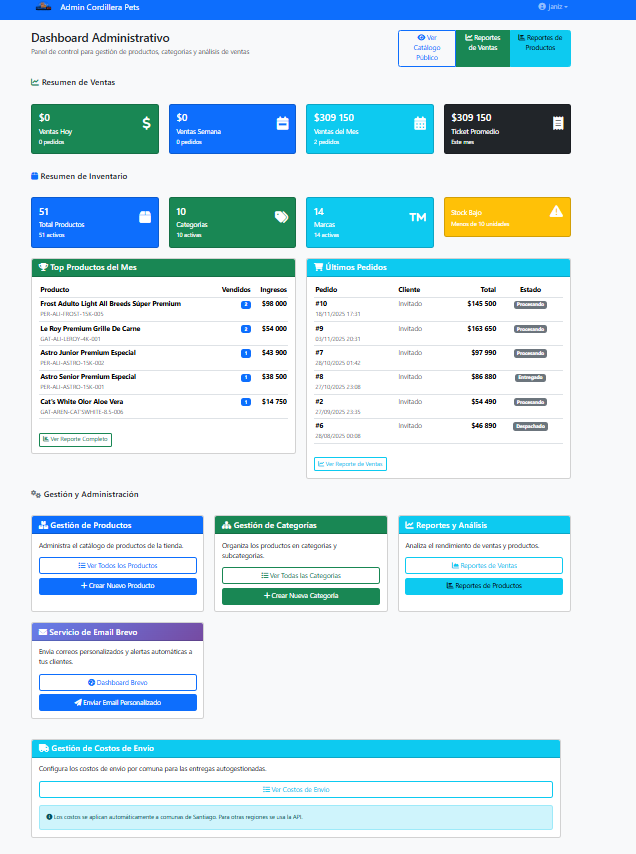 Admin Cordillera Pets
janiz
Dashboard Administrativo
Panel de control para gestión de productos, categorías y análisis de ventas
Ver Catálogo Público
Reportes de Ventas
Reportes de Productos
Resumen de Ventas
$0
Ventas Hoy
0 pedidos
$0
Ventas Semana
0 pedidos
$309 150
Ventas del Mes
2 pedidos
$309 150
Ticket Promedio
Este mes
Resumen de Inventario
51
Total Productos
51 activos
10
Categorías
10 activas
14
Marcas
14 activas
TM
Stock Bajo
Menos de 10 unidades
Top Productos del Mes
Producto Vendidos Ingresos
Frost Adulto Light All Breeds Súper Premium 2 $98 000
PER-ALI-FROST-15K-005
Le Roy Premium Grille De Carne 2 $54 000
GAT-ALI-LEROY-4K-001
Astro Junior Premium Especial 1 $43 900
PER-ALI-ASTRO-15K-002
Astro Senior Premium Especial 1 $38 500
PER-ALI-ASTRO-15K-001
Cat's White Olor Aloe Vera 1 $14 750
GAT-AREN-CATSWHITE-8.5-006
Ver Reporte Completo
Últimos Pedidos
Pedido Cliente Total Estado
#10 Invitado $145 500 Procesando
18/11/2025 17:31
#9 Invitado $163 650 Procesando
03/11/2025 20:31
#7 Invitado $97 990 Procesando
28/10/2025 01:42
#8 Invitado $86 880 Entregado
27/10/2025 23:08
#2 Invitado $54 490 Procesando
27/09/2025 23:35
#6 Invitado $46 890 Despachado
28/08/2025 00:08
Ver Reporte de Ventas
Gestión y Administración
Gestión de Productos
Administra el catálogo de productos de la tienda.
Ver Todos los Productos
Crear Nuevo Producto
Gestión de Categorías
Organiza los productos en categorías y
subcategorías.
Ver Todas las Categorías
Crear Nueva Categoría
Reportes y Análisis
Analiza el rendimiento de ventas y productos.
Reportes de Ventas
Reportes de Productos
Servicio de Email Brevo
Envía correos personalizados y alertas automáticas a
tus clientes.
Dashboard Brevo
Enviar Email Personalizado
Gestión de Costos de Envío
Configura los costos de envío por comuna para las entregas autogestionadas.
Ver Costos de Envío
Los costos se aplican automáticamente a comunas de Santiago. Para otras regiones se usa la API.